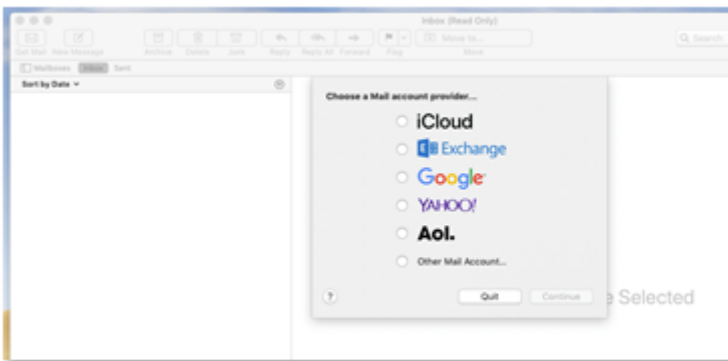 Inbox (Read Only)
Get Mail New Message Archive Delete Junk Reply Reply All Forward Flag Move to... Move Search
Mailboxes Inbox Sent
Sort by Date
Choose a Mail account provider...
iCloud
Exchange
Google
YAHOO!
Aol.
Other Mail Account...
? Quit Continue
Selected